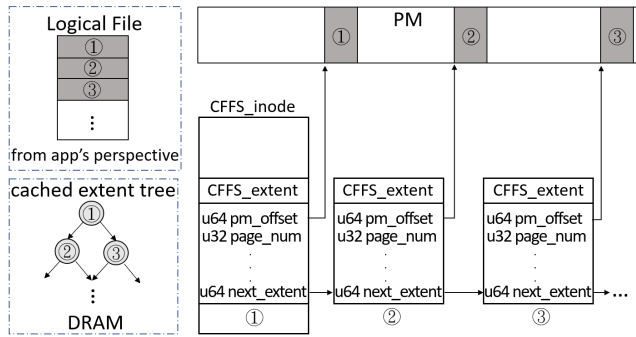 Logical File
①
②
③
⋮
from app's perspective
cached extent tree
①
②
③
⋮
DRAM
PM
①
②
③
CFFS_inode
CFFS_extent
u64 pm_offset
u32 page_num
.
.
.
u64 next_extent
①
CFFS_extent
u64 pm_offset
u32 page_num
.
.
.
u64 next_extent
②
CFFS_extent
u64 pm_offset
u32 page_num
.
.
.
u64 next_extent
③
...